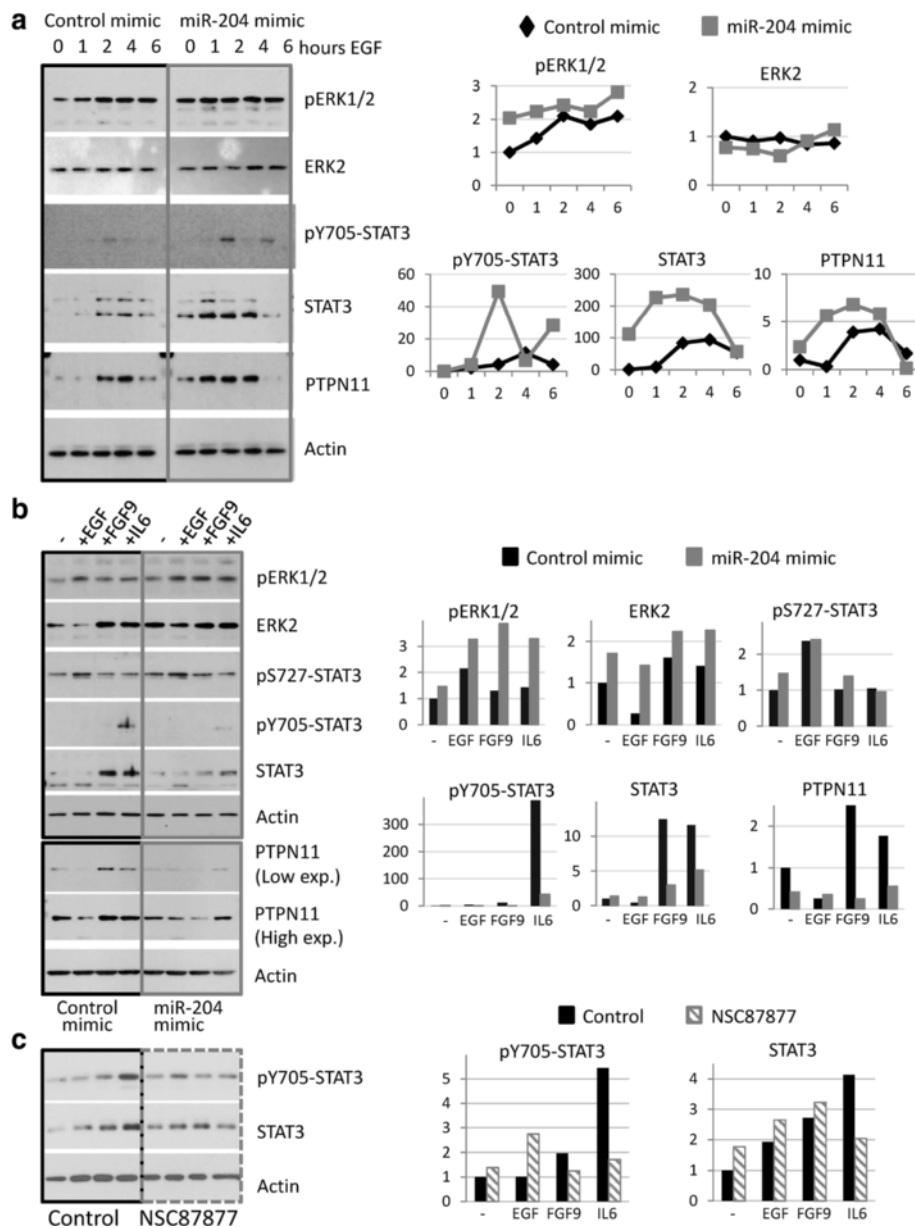 a
Control mimic miR-204 mimic
0 1 2 4 6 0 1 2 4 6 hours EGF
pERK1/2
ERK2
pY705-STAT3
STAT3
PTPN11
Actin
Control mimic miR-204 mimic
pERK1/2
3
2
1
0
0 1 2 4 6
ERK2
2
1
0
0 1 2 4 6
pY705-STAT3
60
40
20
0
0 1 2 4 6
STAT3
300
200
100
0
0 1 2 4 6
PTPN11
10
5
0
0 1 2 4 6
b
- +EGF +FGF9 +IL6 - +EGF +FGF9 +IL6
pERK1/2
ERK2
pS727-STAT3
pY705-STAT3
STAT3
Actin
PTPN11
(Low exp.)
PTPN11
(High exp.)
Actin
Control
mimic
miR-204
mimic
Control mimic miR-204 mimic
pERK1/2
3
2
1
0
- EGF FGF9 IL6
ERK2
2
1
0
- EGF FGF9 IL6
pS727-STAT3
2
1
0
- EGF FGF9 IL6
pY705-STAT3
300
200
100
0
- EGF FGF9 IL6
STAT3
10
5
0
- EGF FGF9 IL6
PTPN11
2
1
0
- EGF FGF9 IL6
c
pY705-STAT3
STAT3
Actin
Control NSC87877
Control NSC87877
pY705-STAT3
5
4
3
2
1
0
- EGF FGF9 IL6
STAT3
4
3
2
1
0
- EGF FGF9 IL6